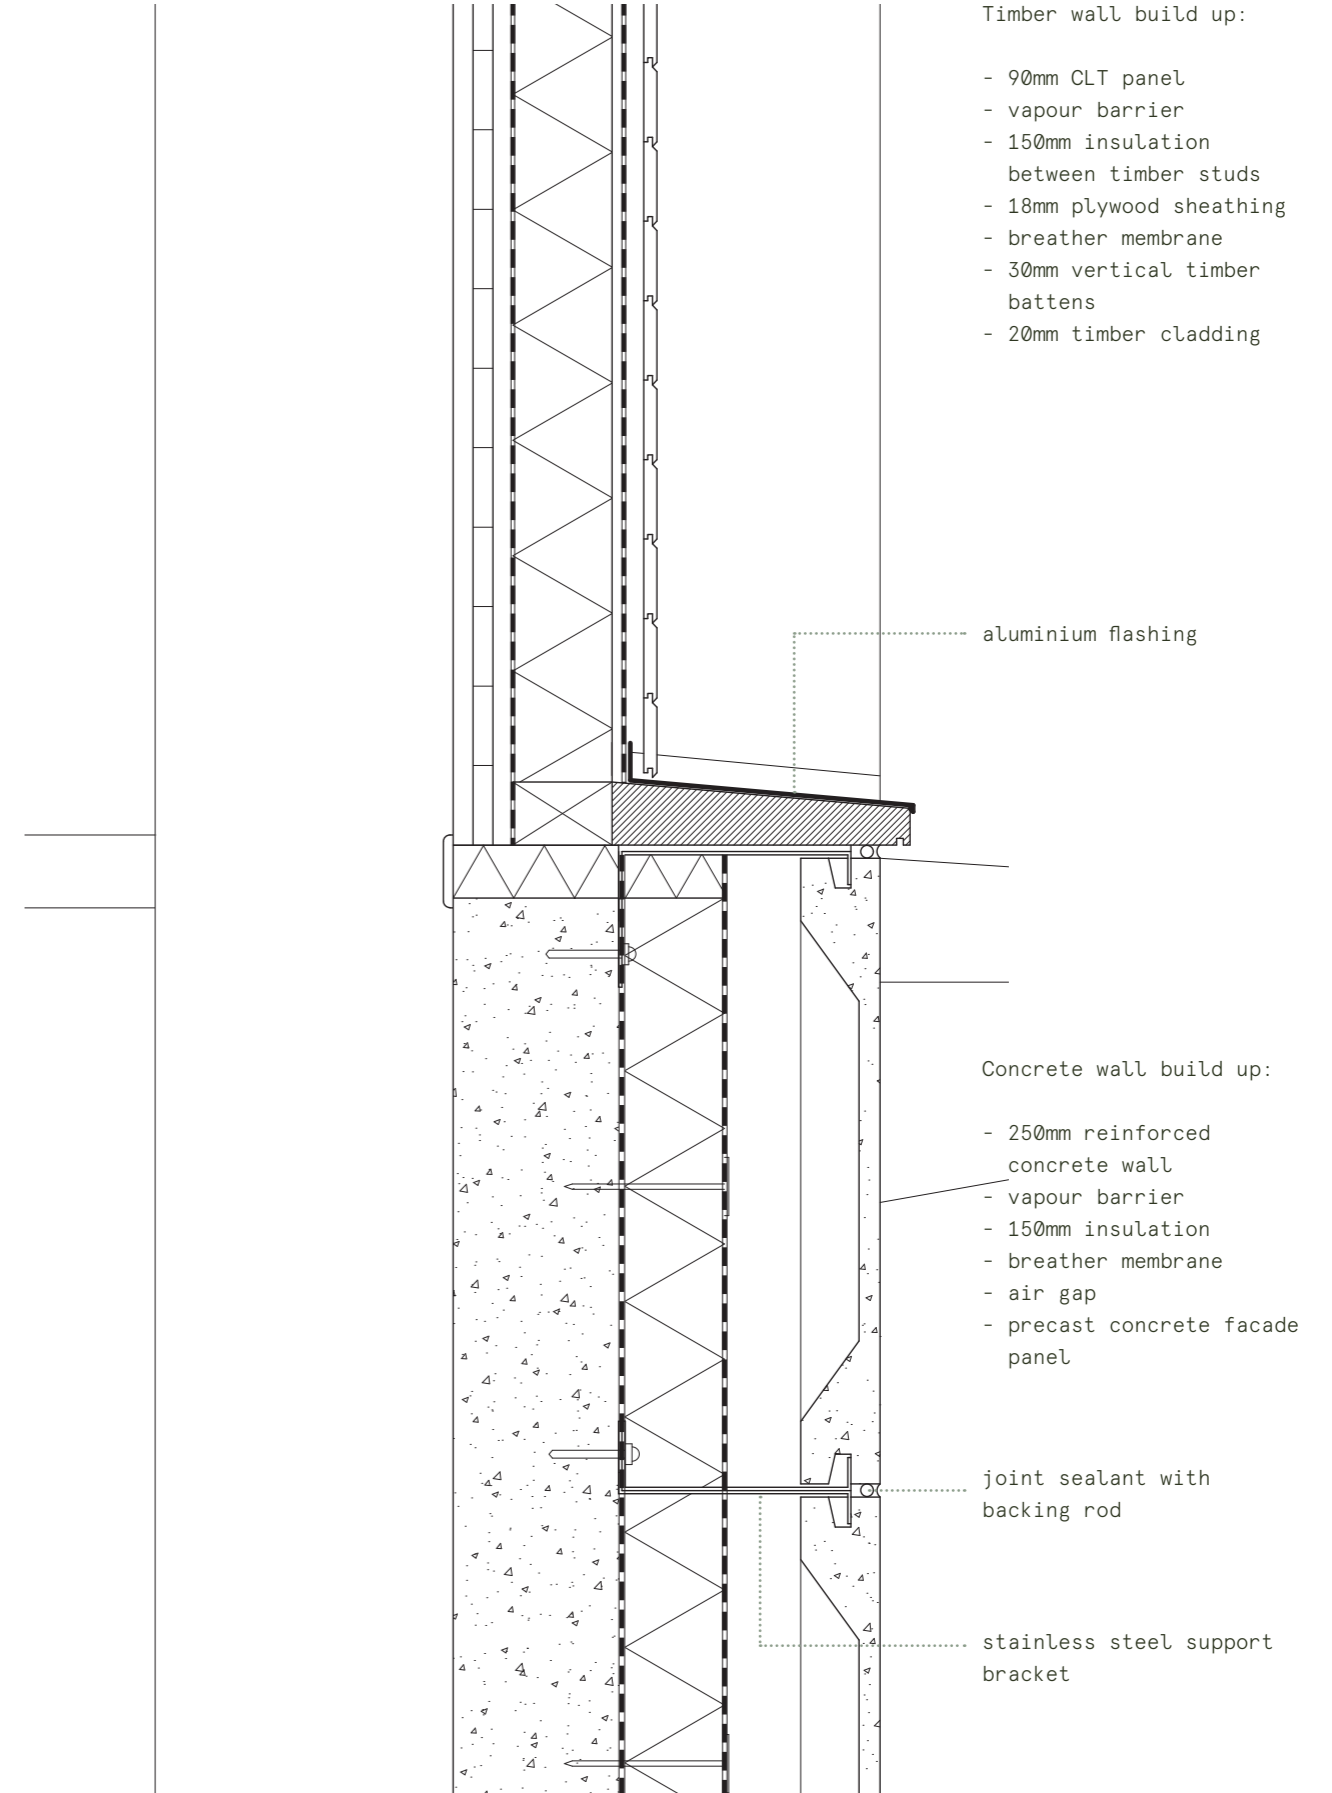 Timber wall build up:
- 90mm CLT panel
- vapour barrier
- 150mm insulation
between timber studs
- 18mm plywood sheathing
- breather membrane
- 30mm vertical timber
battens
- 20mm timber cladding
aluminium flashing
Concrete wall build up:
- 250mm reinforced
concrete wall
- vapour barrier
- 150mm insulation
- breather membrane
- air gap
- precast concrete facade
panel
joint sealant with
backing rod
stainless steel support
bracket